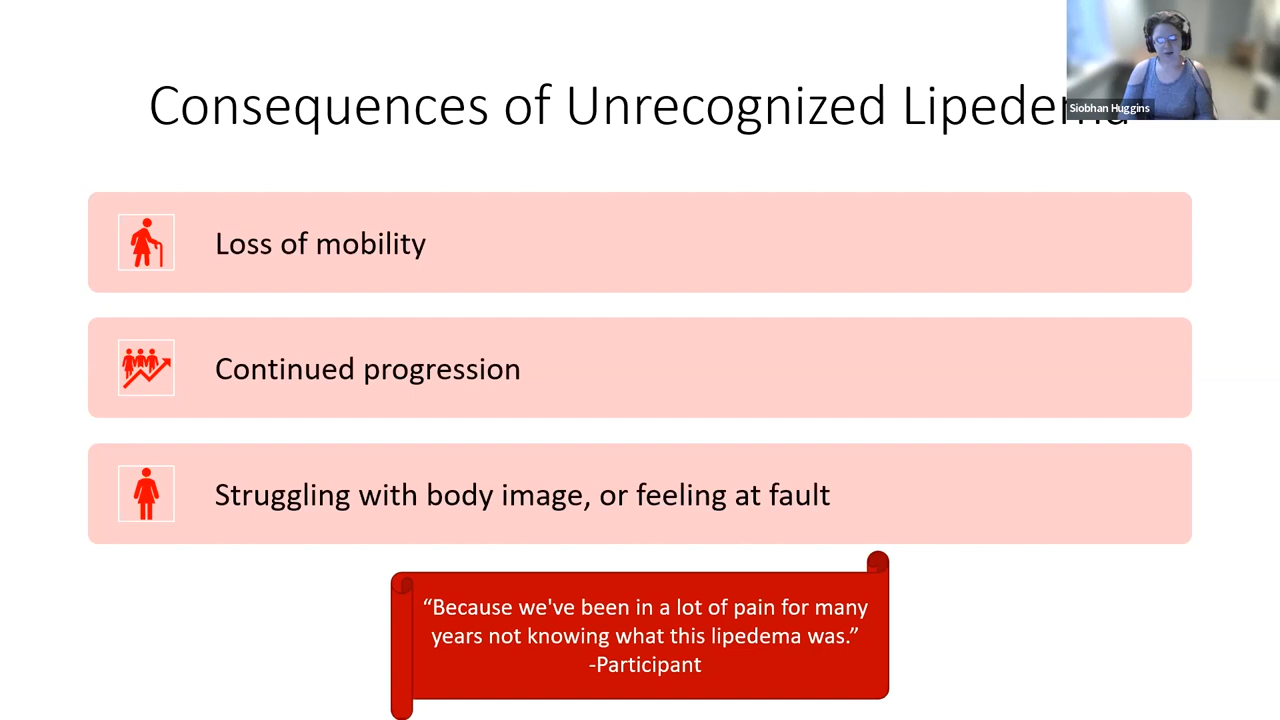 Consequences of Unrecognized Lipedema
Siobhan Huggins
Loss of mobility
Continued progression
Struggling with body image, or feeling at fault
“Because we've been in a lot of pain for many
years not knowing what this lipedema was.”
-Participant